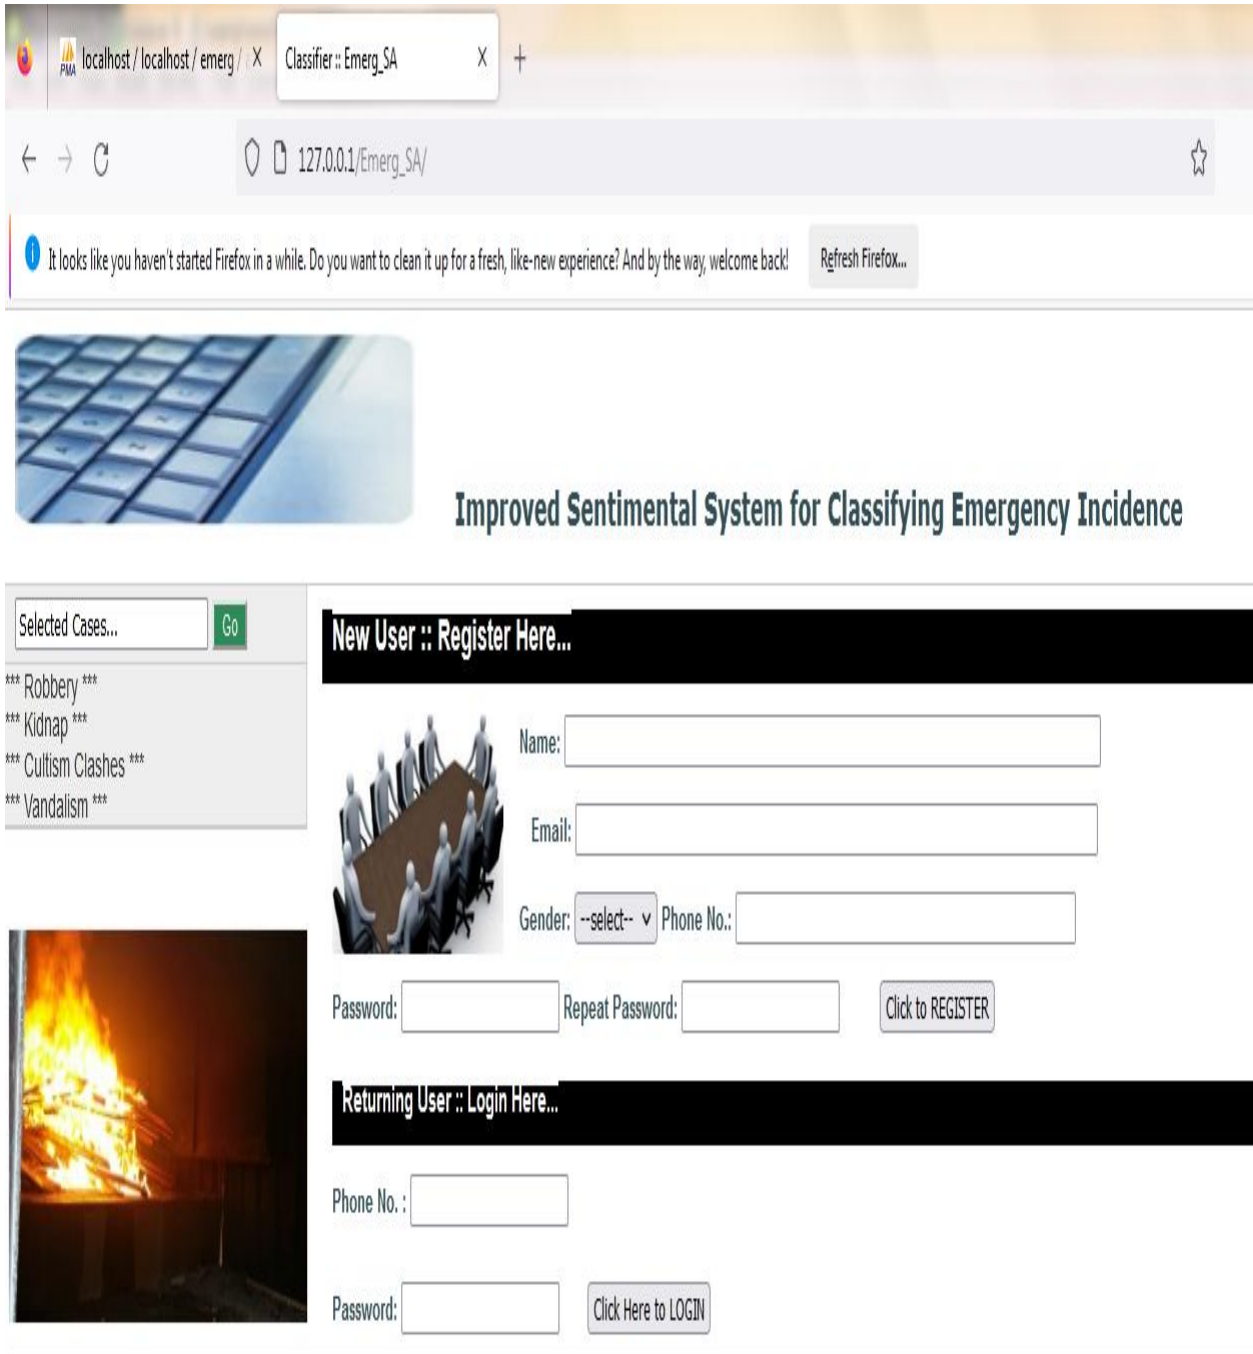 PMA localhost / localhost / emerg /
Classifier :: Emerg_SA
127.0.0.1/Emerg_SA/
It looks like you haven't started Firefox in a while. Do you want to clean it up for a fresh, like-new experience? And by the way, welcome back! Refresh Firefox...
Improved Sentimental System for Classifying Emergency Incidence
Selected Cases... Go
*** Robbery ***
*** Kidnap ***
*** Cultism Clashes ***
*** Vandalism ***
New User :: Register Here...
Name:
Email:
Gender: --select-- Phone No.:
Password: Repeat Password: Click to REGISTER
Returning User :: Login Here...
Phone No. :
Password: Click Here to LOGIN